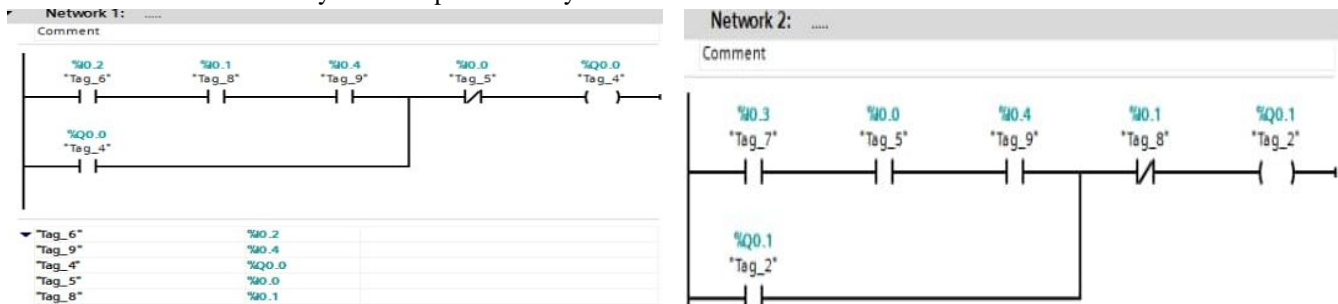 Network 1: .....
Comment
%I0.2 %I0.1 %I0.4 %I0.0 %Q0.0
"Tag_6" "Tag_8" "Tag_9" "Tag_5" "Tag_4"
%Q0.0
"Tag_4"
"Tag_6" %I0.2
"Tag_9" %I0.4
"Tag_4" %Q0.0
"Tag_5" %I0.0
"Tag_8" %I0.1
Network 2: .....
Comment
%I0.3 %I0.0 %I0.4 %I0.1 %Q0.1
"Tag_7" "Tag_5" "Tag_9" "Tag_8" "Tag_2"
%Q0.1
"Tag_2"